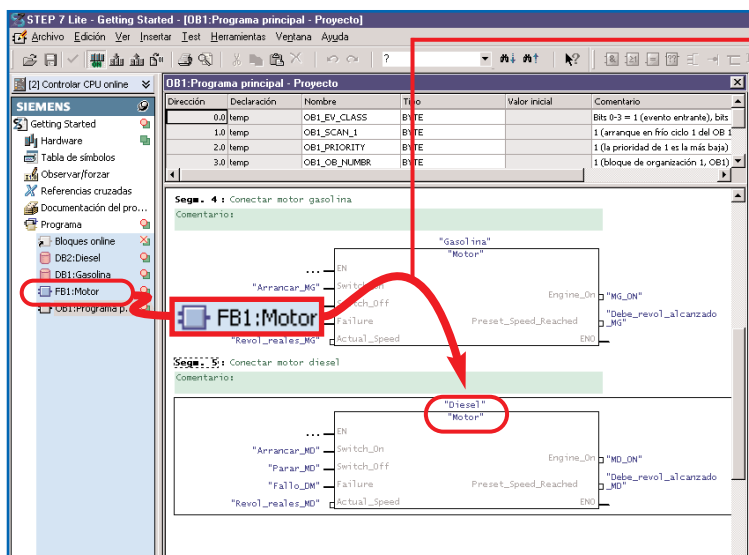 STEP 7 Lite - Getting Started - [OB1:Programa principal - Proyecto]
Archivo Edición Ver Insertar Test Herramientas Ventana Ayuda
?
[2] Controlar CPU online
OB1:Programa principal - Proyecto
SIEMENS
Getting Started
Hardware
Tabla de símbolos
Observar/forzar
Referencias cruzadas
Documentación del pro...
Programa
Bloques online
DB2:Diesel
DB1:Gasolina
FB1:Motor
OB1:Programa p...
Dirección Declaración Nombre Tipo Valor inicial Comentario
0.0 temp OB1_EV_CLASS BYTE Bits 0-3 = 1 (evento entrante), bits
1.0 temp OB1_SCAN_1 BYTE 1 (arranque en frío ciclo 1 del OB 1
2.0 temp OB1_PRIORITY BYTE 1 (la prioridad de 1 es la más baja)
3.0 temp OB1_OB_NUMBR BYTE 1 (bloque de organización 1, OB1)
Segm. 4 : Conectar motor gasolina
Comentario:
"Gasolina"
"Motor"
... EN
"Arrancar_MG" Switch_On
Engine_On "MG_ON"
FB1:Motor
Switch_Off
Failure Preset_Speed_Reached "Debe_revol_alcanzado
_MG"
"Revol_reales_MG" Actual_Speed ENO
Segm. 5 : Conectar motor diesel
Comentario:
"Diesel"
"Motor"
... EN
"Arrancar_MD" Switch_On
Engine_On "MD_ON"
"Parar_MD" Switch_Off
"Fallo_DM" Failure Preset_Speed_Reached "Debe_revol_alcanzado
_MD"
"Revol_reales_MD" Actual_Speed ENO